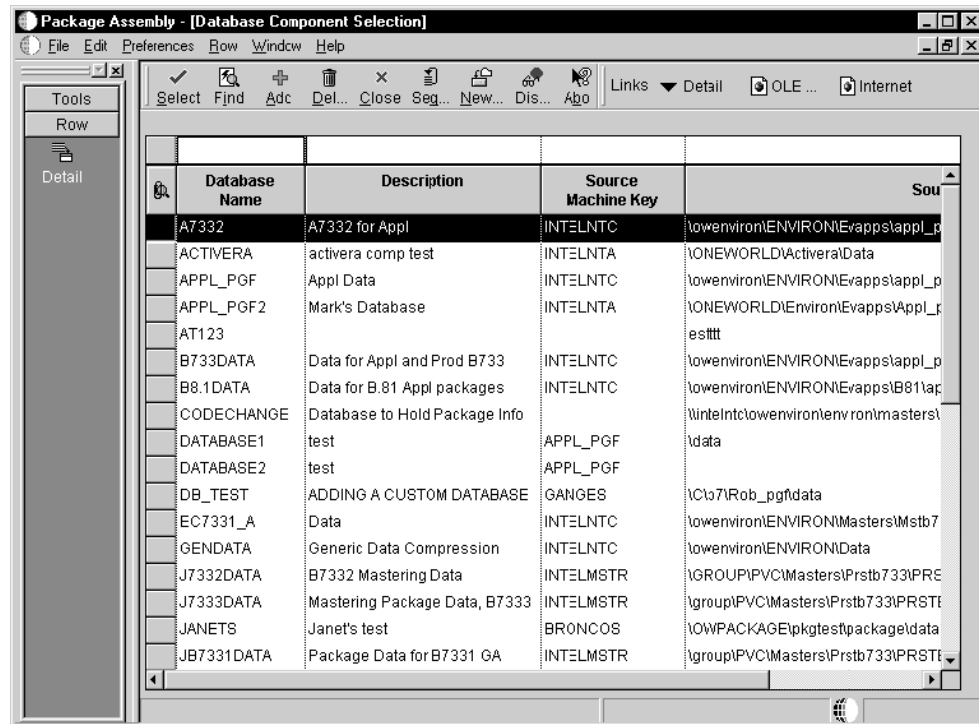 Package Assembly - [Database Component Selection]
File Edit Preferences Row Window Help
Tools
Row
Detail
Select Find Adc Del... Close Seq... New... Dis... Abo Links Detail OLE ... Internet
Database Name Description Source Machine Key Sou
A7332 A7332 for Appl INTELNTC \owenviron\ENVIRON\Evapps\appl_p
ACTIVERA activera comp test INTELNTA \ONEWORLD\Activera\Data
APPL_PGF Appl Data INTELNTC \owenviron\ENVIRON\Evapps\appl_p
APPL_PGF2 Mark's Database INTELNTA \ONEWORLD\Environ\Evapps\Appl_p
AT123 estttt
B733DATA Data for Appl and Prod B733 INTELNTC \owenviron\ENVIRON\Evapps\appl_p
B8.1DATA Data for B.81 Appl packages INTELNTC \owenviron\ENVIRON\Evapps\B81\ap
CODECHANGE Database to Hold Package Info \\intelntc\owenviron\environ\masters\
DATABASE1 test APPL_PGF \data
DATABASE2 test APPL_PGF
DB_TEST ADDING A CUSTOM DATABASE GANGES \C\b7\Rob_pgf\data
EC7331_A Data INTELNTC \owenviron\ENVIRON\Masters\Mstb7
GENDATA Generic Data Compression INTELNTC \owenviron\ENVIRON\Data
J7332DATA B7332 Mastering Data INTELMSTR \GROUP\PVC\Masters\Prstb733\PRS
J7333DATA Mastering Package Data, B7333 INTELMSTR \group\PVC\Masters\Prstb733\PRSTE
JANETS Janet's test BRONCOS \OWPACKAGE\pkgtest\package\data
JB7331DATA Package Data for B7331 GA INTELMSTR \group\PVC\Masters\Prstb733\PRSTE